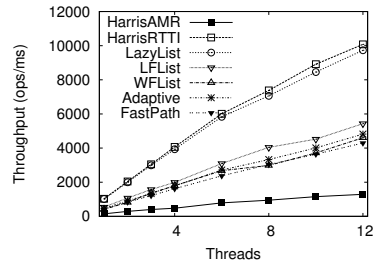 Throughput (ops/ms)
12000
10000
8000
6000
4000
2000
0
HarrisAMR
HarrisRTTI
LazyList
LFList
WFList
Adaptive
FastPath
4
8
12
Threads